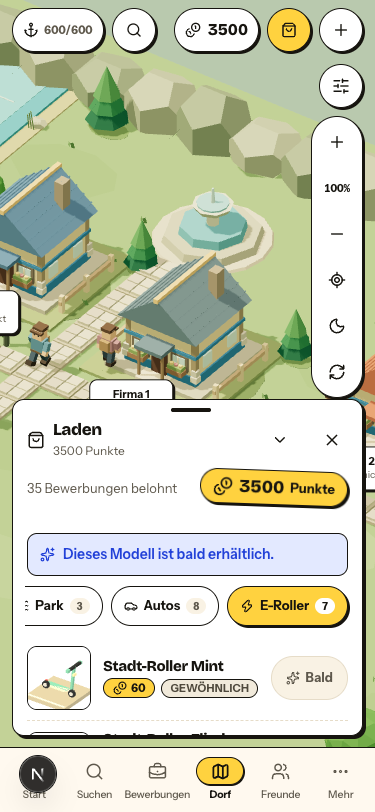 600/600
3500
100%
Firma 1
Laden
3500 Punkte
35 Bewerbungen belohnt
3500 Punkte
Dieses Modell ist bald erhältlich.
Park 3
Autos 8
E-Roller 7
Stadt-Roller Mint
60 GEWÖHNLICH
Bald
N
Start
Suchen
Bewerbungen
Dorf
Freunde
Mehr